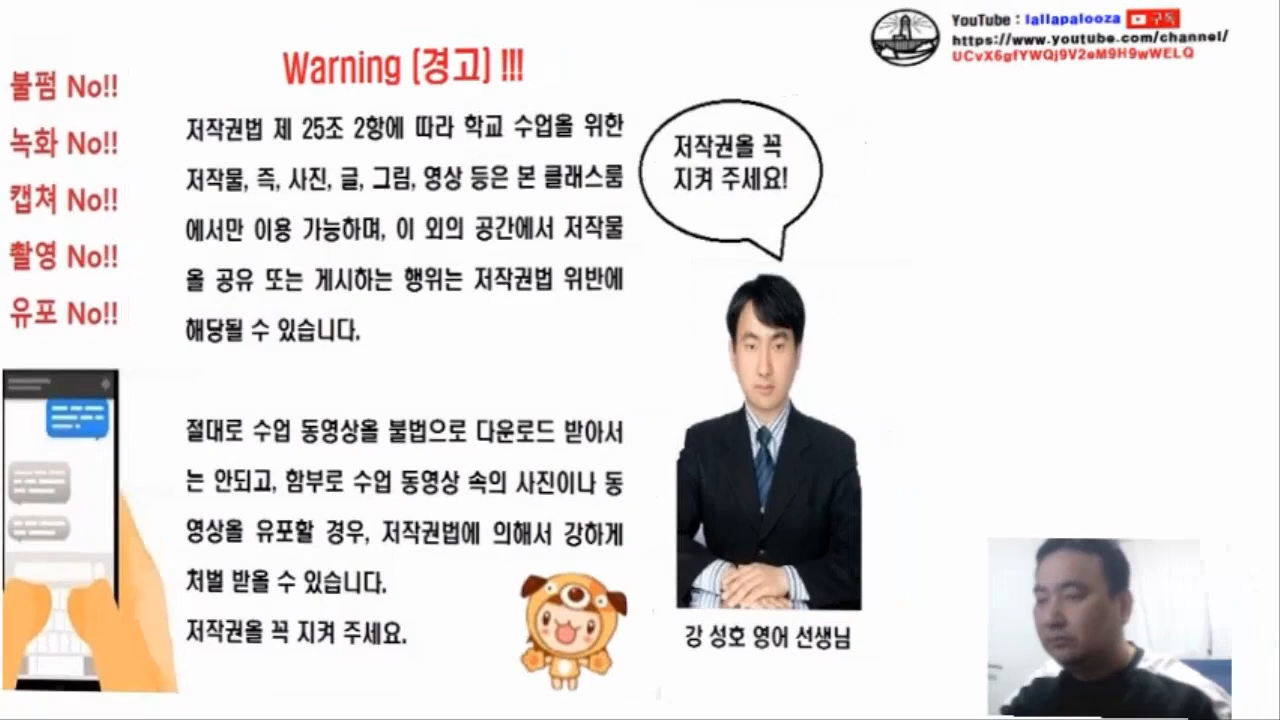 YouTube : lallapalooza 구독
https://www.youtube.com/channel/
UCvX6gfYWQj9V2eM9H9wWELQ
Warning (경고) !!!
불펌 No!!
녹화 No!!
캡쳐 No!!
촬영 No!!
유포 No!!
저작권법 제 25조 2항에 따라 학교 수업을 위한
저작물, 즉, 사진, 글, 그림, 영상 등은 본 클래스룸
에서만 이용 가능하며, 이 외의 공간에서 저작물
을 공유 또는 게시하는 행위는 저작권법 위반에
해당될 수 있습니다.
절대로 수업 동영상을 불법으로 다운로드 받아서
는 안되고, 함부로 수업 동영상 속의 사진이나 동
영상을 유포할 경우, 저작권법에 의해서 강하게
처벌 받을 수 있습니다.
저작권을 꼭 지켜 주세요.
저작권을 꼭
지켜 주세요!
강 성호 영어 선생님